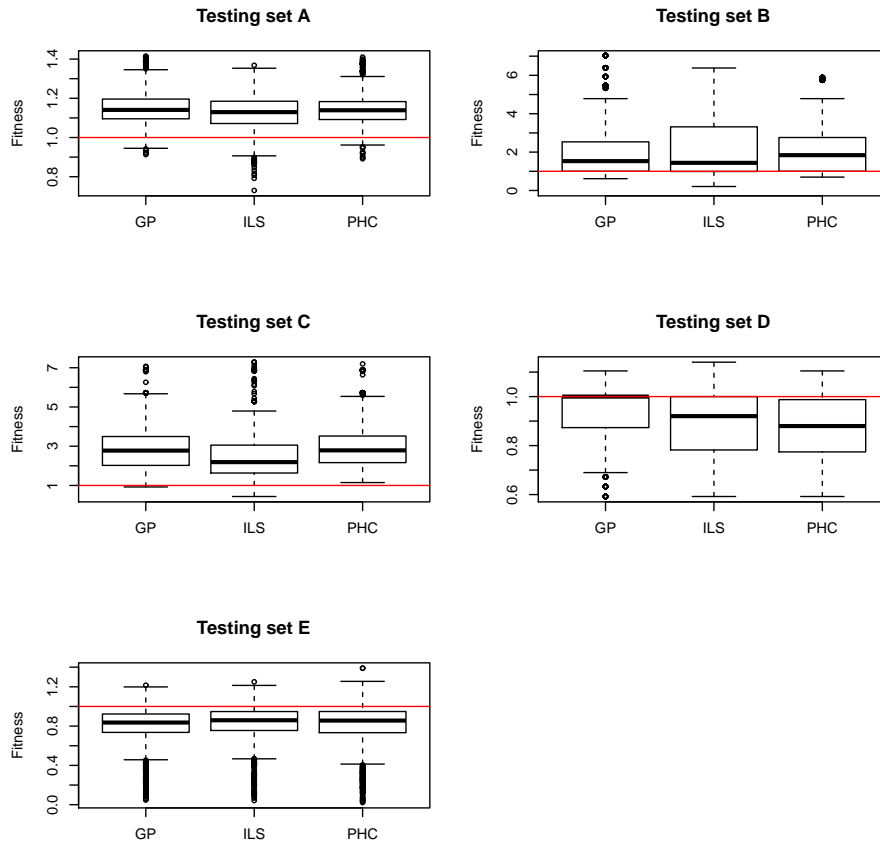 Testing set A
Fitness
0.8
1.0
1.2
1.4
GP
ILS
PHC
Testing set B
Fitness
0
2
4
6
GP
ILS
PHC
Testing set C
Fitness
1
3
5
7
GP
ILS
PHC
Testing set D
Fitness
0.6
0.8
1.0
GP
ILS
PHC
Testing set E
Fitness
0.0
0.4
0.8
1.2
GP
ILS
PHC